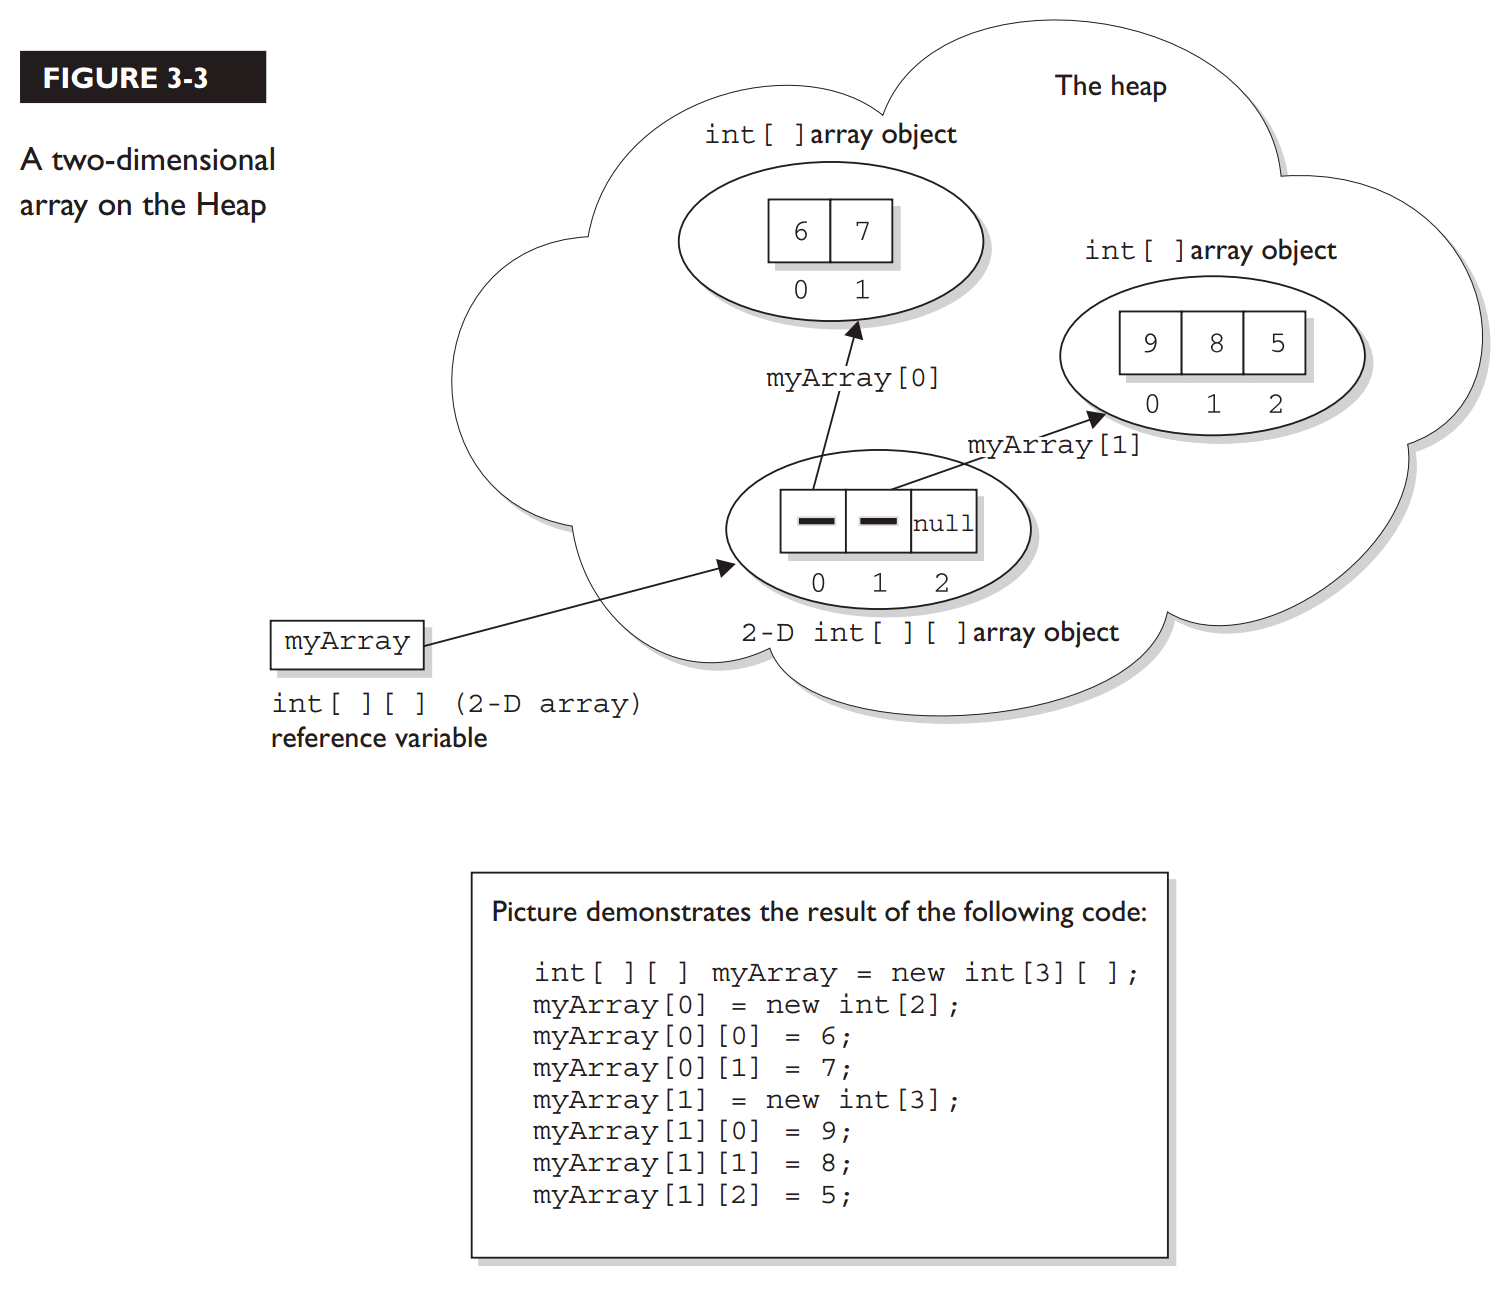 FIGURE 3-3
A two-dimensional
array on the Heap
The heap
int[ ]array object
6 7
0 1
int[ ]array object
9 8 5
0 1 2
myArray[0]
myArray[1]
null
0 1 2
2-D int[ ][ ]array object
myArray
int[ ][ ] (2-D array)
reference variable
Picture demonstrates the result of the following code:
int[ ][ ] myArray = new int[3][ ];
myArray[0] = new int[2];
myArray[0][0] = 6;
myArray[0][1] = 7;
myArray[1] = new int[3];
myArray[1][0] = 9;
myArray[1][1] = 8;
myArray[1][2] = 5;